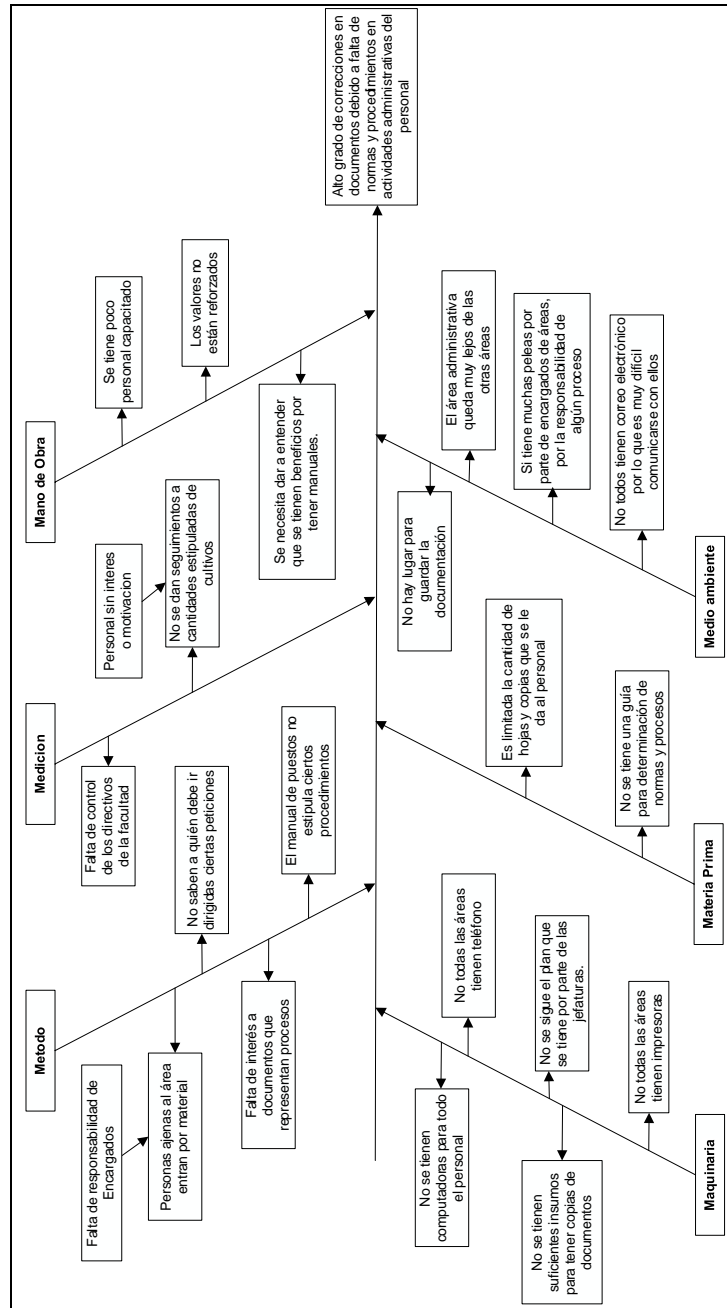 Metodo
Falta de responsabilidad de
Encargados
Personas ajenas al área
entran por material
No saben a quién debe ir
dirigidas ciertas peticiones
Falta de interés a
documentos que
representan procesos
El manual de puestos no
estipula ciertos
procedimientos
Medicion
Falta de control
de los directivos
de la facultad
Personal sin interes
o motivacion
No se dan seguimientos a
cantidades estipuladas de
cultivos
Mano de Obra
Se tiene poco
personal capacitado
Los valores no
están reforzados
Se necesita dar a entender
que se tienen beneficios por
tener manuales.
Alto grado de correcciones en
documentos debido a falta de
normas y procedimientos en
actividades administrativas del
personal
No se tienen
computadoras para todo
el personal
No todas las áreas
tienen teléfono
No se sigue el plan que
se tiene por parte de las
jefaturas.
No se tienen
suficientes insumos
para tener copias de
documentos
No todas las áreas
tienen impresoras
Maquinaria
Es limitada la cantidad de
hojas y copias que se le
da al personal
No se tiene una guía
para determinación de
normas y procesos
Materia Prima
No hay lugar para
guardar la
documentación
El área administrativa
queda muy lejos de las
otras áreas
Si tiene muchas peleas por
parte de encargados de áreas,
por la responsabilidad de
algún proceso
No todos tienen correo electrónico
por lo que es muy difícil
comunicarse con ellos
Medio ambiente